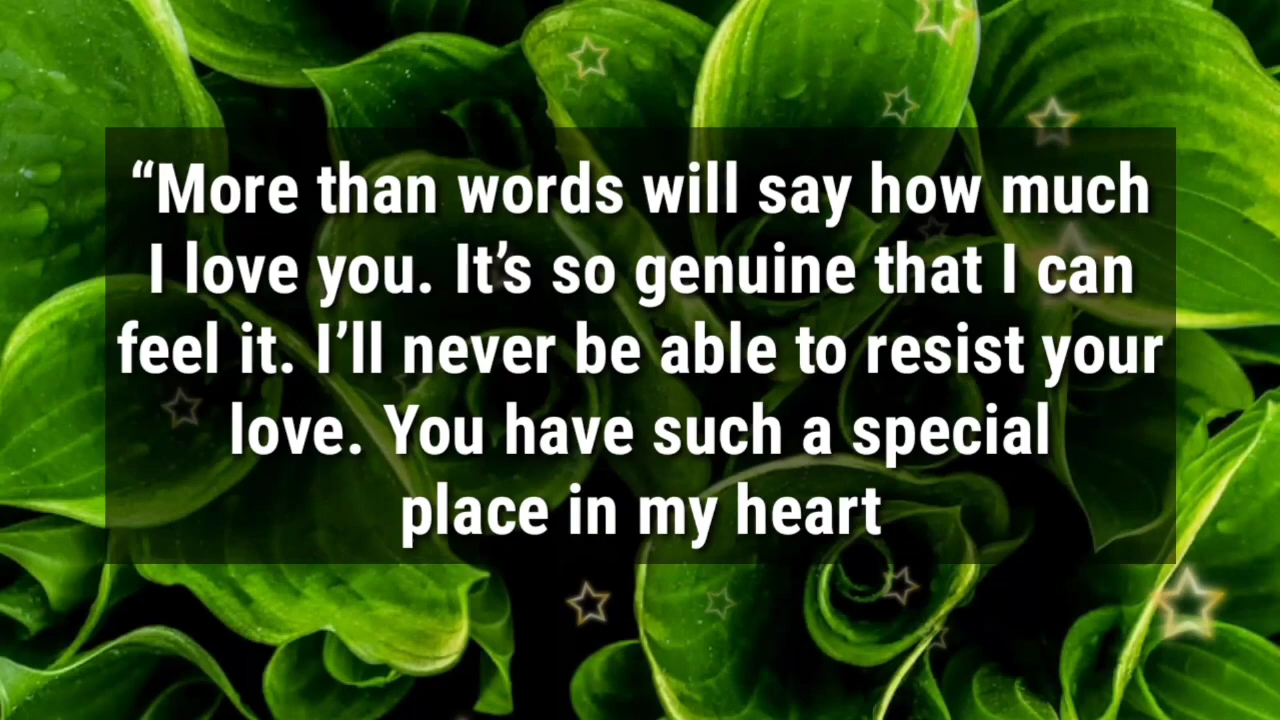 “More than words will say how much
I love you. It’s so genuine that I can
feel it. I’ll never be able to resist your
love. You have such a special
place in my heart